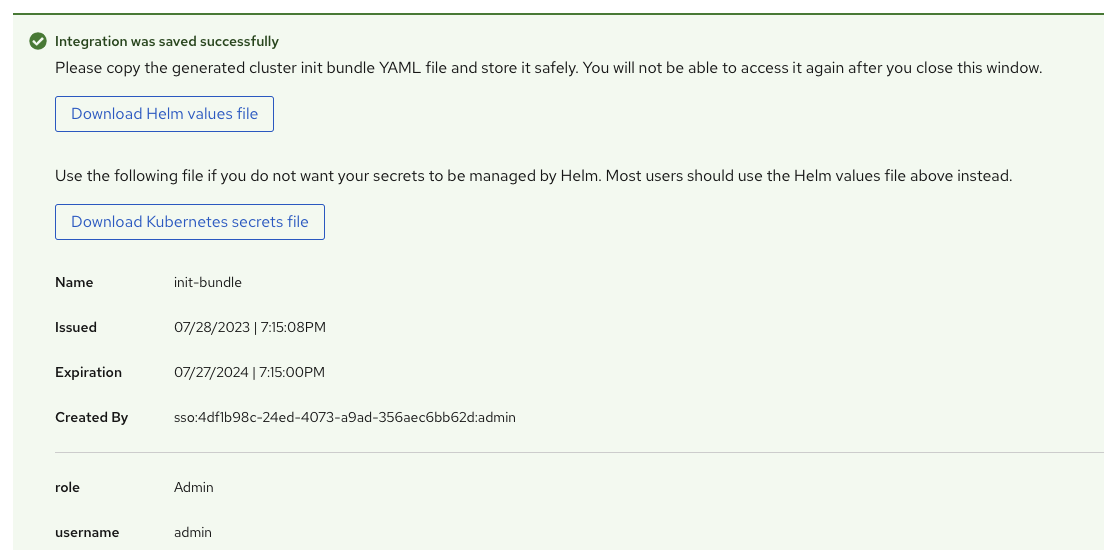 Integration was saved successfully
Please copy the generated cluster init bundle YAML file and store it safely. You will not be able to access it again after you close this window.
Download Helm values file
Use the following file if you do not want your secrets to be managed by Helm. Most users should use the Helm values file above instead.
Download Kubernetes secrets file
Name init-bundle
Issued 07/28/2023 | 7:15:08PM
Expiration 07/27/2024 | 7:15:00PM
Created By sso:4df1b98c-24ed-4073-a9ad-356aec6bb62d:admin
role Admin
username admin